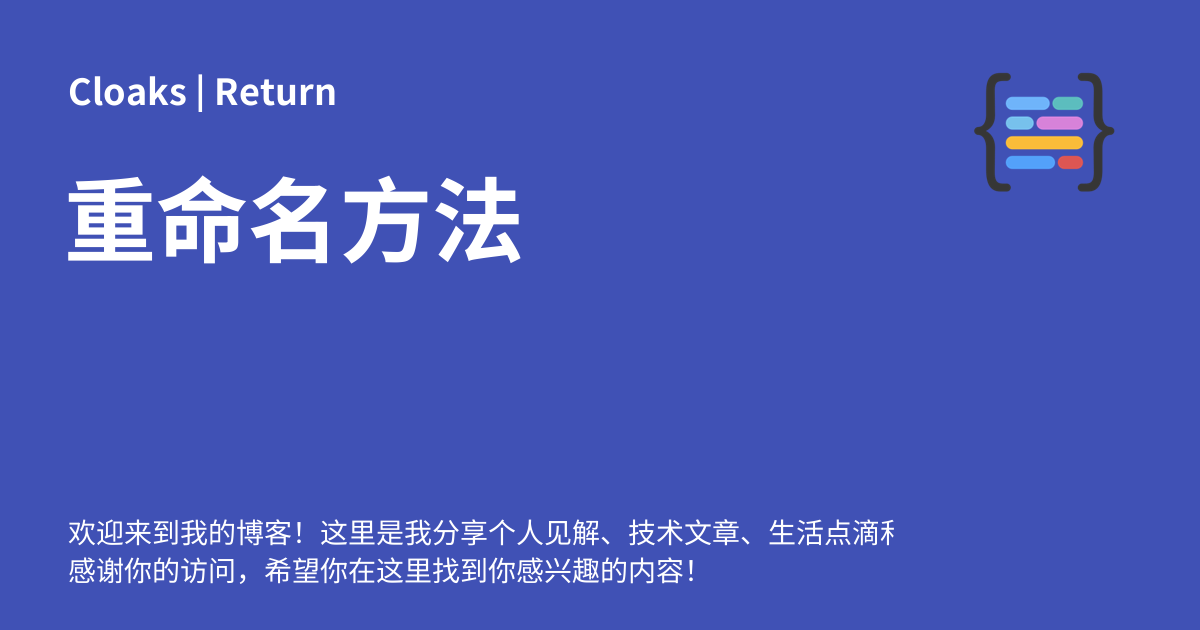 Cloaks | Return
重命名方法
欢迎来到我的博客！这里是我分享个人见解、技术文章、生活点滴
感谢你的访问，希望你在这里找到你感兴趣的内容！